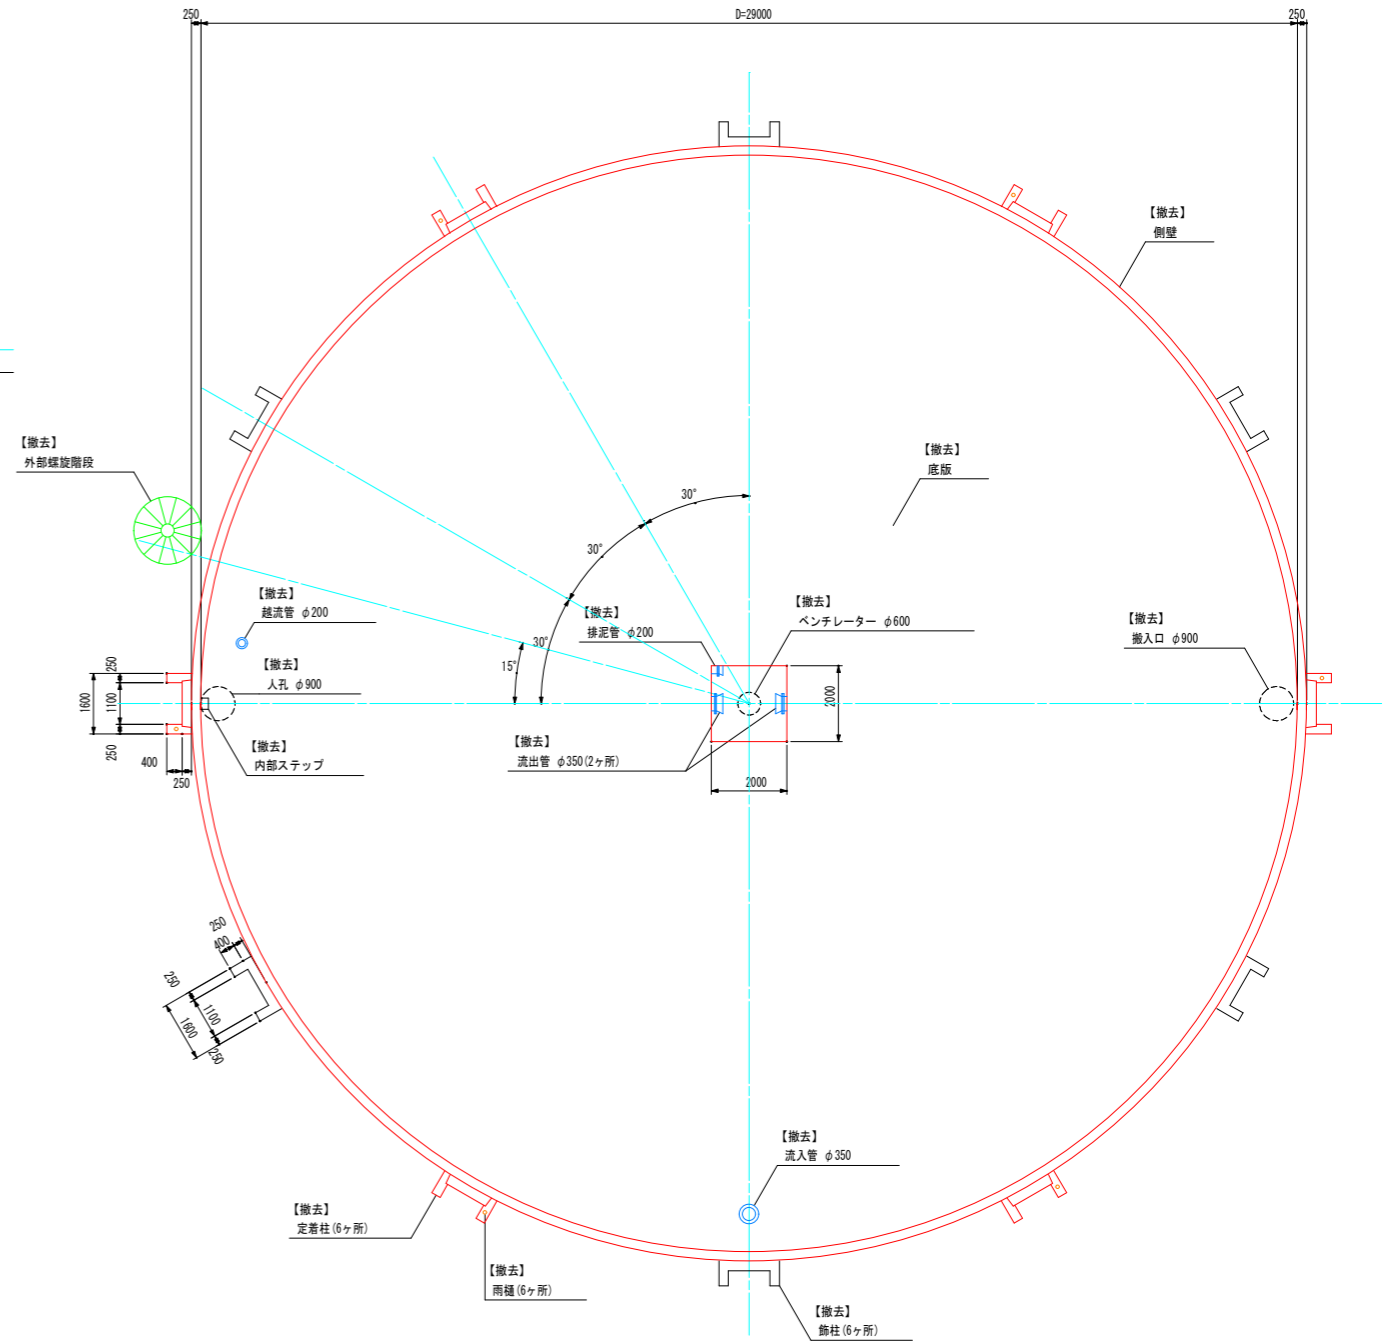 250
D=29000
250
【撤去】
側壁
【撤去】
外部螺旋階段
【撤去】
底版
30°
30°
30°
15°
【撤去】
越流管 φ200
【撤去】
排泥管 φ200
【撤去】
ベンチレーター φ600
【撤去】
搬入口 φ900
【撤去】
人孔 φ900
250
1100
1600
250
400
250
2000
2000
【撤去】
内部ステップ
【撤去】
流出管 φ350(2ヶ所)
250
400
250
1100
1600
250
【撤去】
流入管 φ350
【撤去】
定着柱(6ヶ所)
【撤去】
雨樋(6ヶ所)
【撤去】
飾柱(6ヶ所)